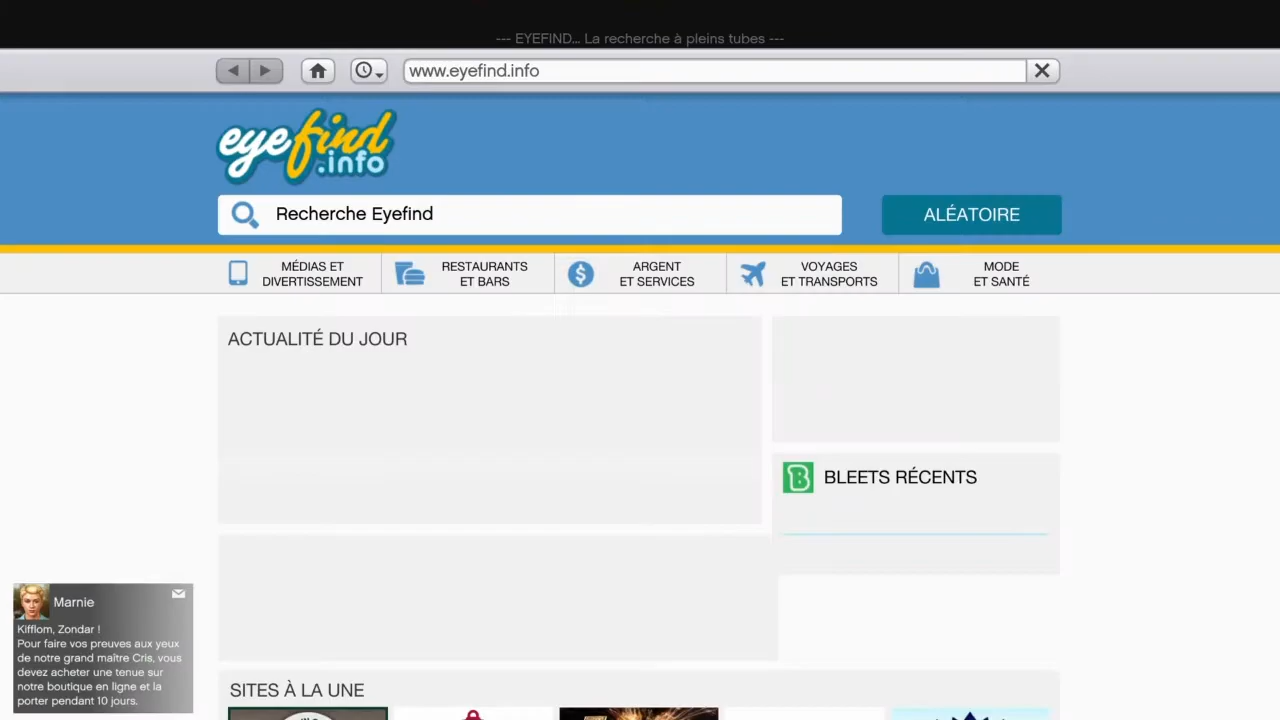 --- EYEFIND... La recherche à pleins tubes ---
www.eyefind.info
eyefind
.info
Recherche Eyefind
ALÉATOIRE
MÉDIAS ET
DIVERTISSEMENT
RESTAURANTS
ET BARS
ARGENT
ET SERVICES
VOYAGES
ET TRANSPORTS
MODE
ET SANTÉ
ACTUALITÉ DU JOUR
B BLEETS RÉCENTS
Marnie
Kifflom, Zondar !
Pour faire vos preuves aux yeux
de notre grand maître Cris, vous
devez acheter une tenue sur
notre boutique en ligne et la
porter pendant 10 jours.
SITES À LA UNE